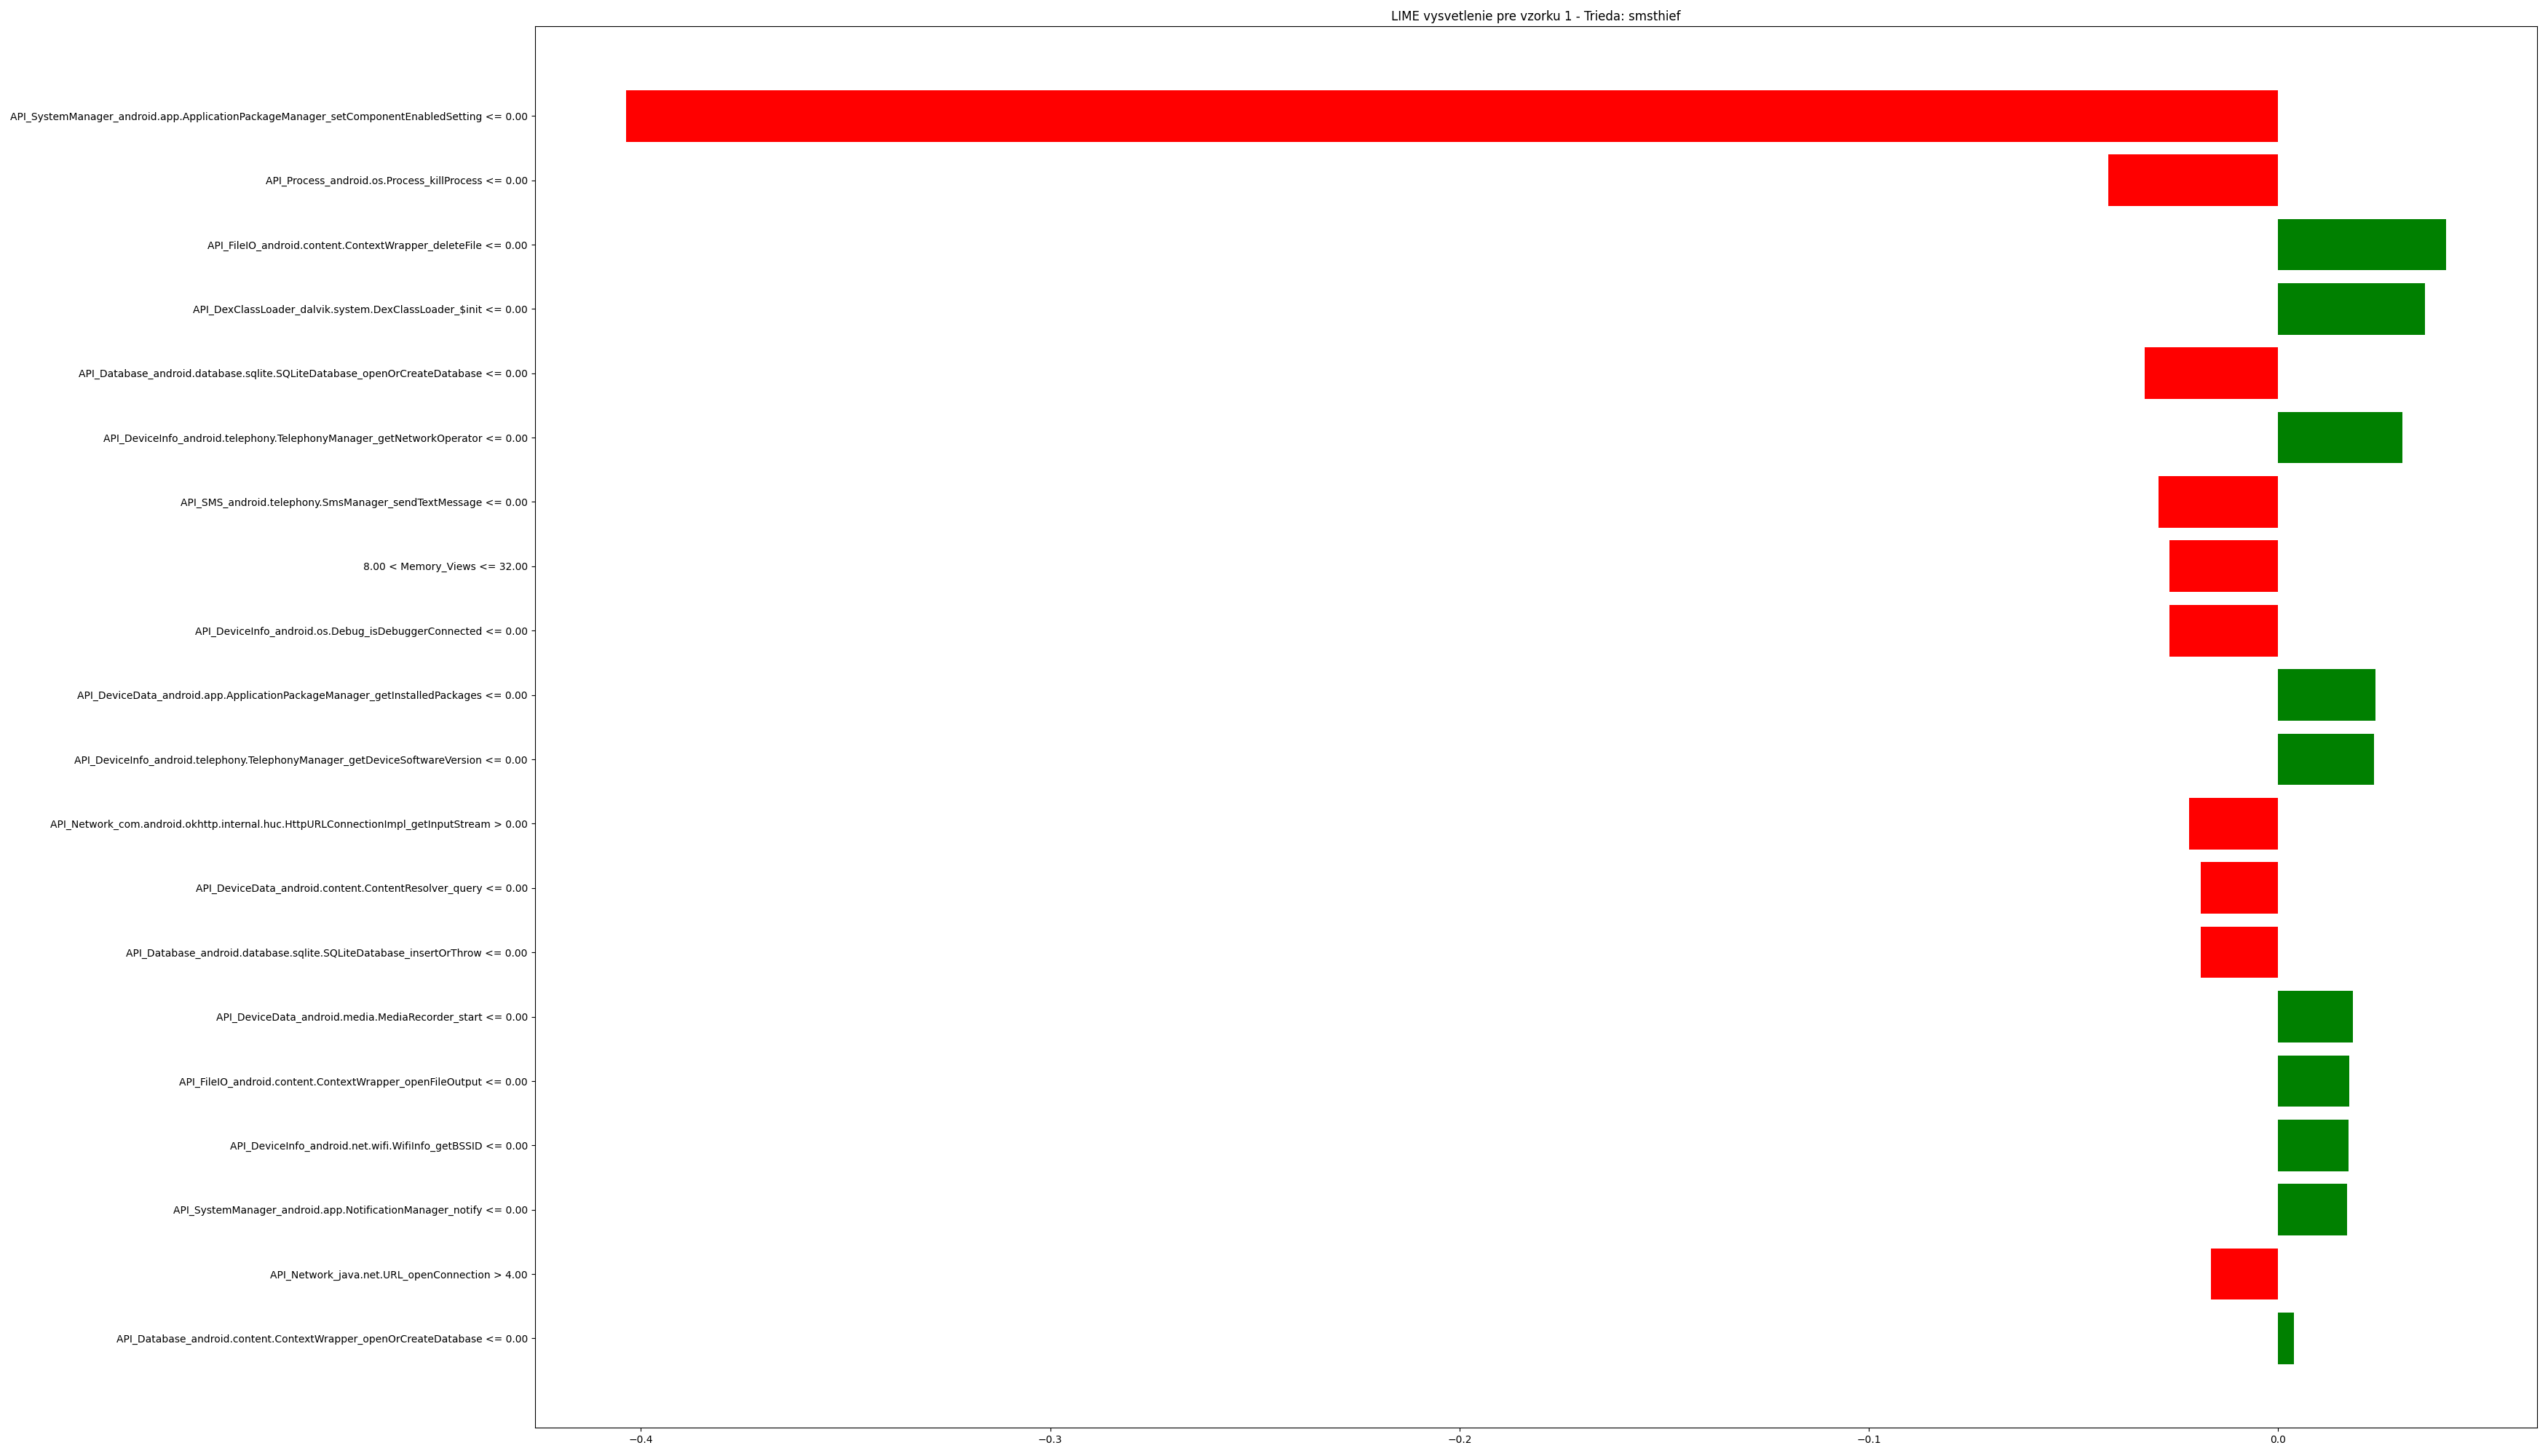 LIME vysvetlenie pre vzorku 1 - Trieda: smsthief
API_SystemManager_android.app.ApplicationPackageManager_setComponentEnabledSetting <= 0.00
API_Process_android.os.Process_killProcess <= 0.00
API_FileIO_android.content.ContextWrapper_deleteFile <= 0.00
API_DexClassLoader_dalvik.system.DexClassLoader_$init <= 0.00
API_Database_android.database.sqlite.SQLiteDatabase_openOrCreateDatabase <= 0.00
API_DeviceInfo_android.telephony.TelephonyManager_getNetworkOperator <= 0.00
API_SMS_android.telephony.SmsManager_sendTextMessage <= 0.00
8.00 < Memory_Views <= 32.00
API_DeviceInfo_android.os.Debug_isDebuggerConnected <= 0.00
API_DeviceData_android.app.ApplicationPackageManager_getInstalledPackages <= 0.00
API_DeviceInfo_android.telephony.TelephonyManager_getDeviceSoftwareVersion <= 0.00
API_Network_com.android.okhttp.internal.huc.HttpURLConnectionImpl_getInputStream > 0.00
API_DeviceData_android.content.ContentResolver_query <= 0.00
API_Database_android.database.sqlite.SQLiteDatabase_insertOrThrow <= 0.00
API_DeviceData_android.media.MediaRecorder_start <= 0.00
API_FileIO_android.content.ContextWrapper_openFileOutput <= 0.00
API_DeviceInfo_android.net.wifi.WifiInfo_getBSSID <= 0.00
API_SystemManager_android.app.NotificationManager_notify <= 0.00
API_Network_java.net.URL_openConnection > 4.00
API_Database_android.content.ContextWrapper_openOrCreateDatabase <= 0.00
−0.4 −0.3 −0.2 −0.1 0.0